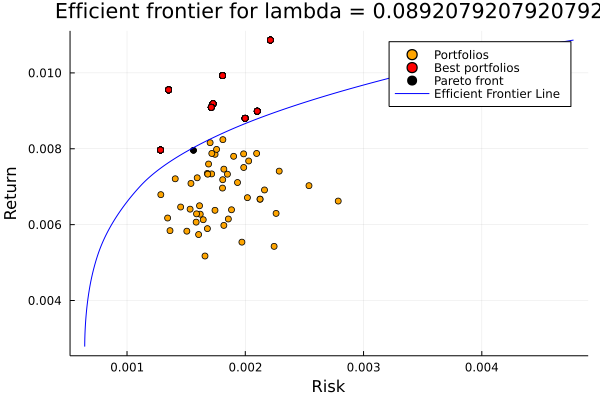 Efficient frontier for lambda = 0.0892079207920792
Portfolios
Best portfolios
Pareto front
Efficient Frontier Line
0.010
0.008
0.006
0.004
Return
0.001 0.002 0.003 0.004
Risk